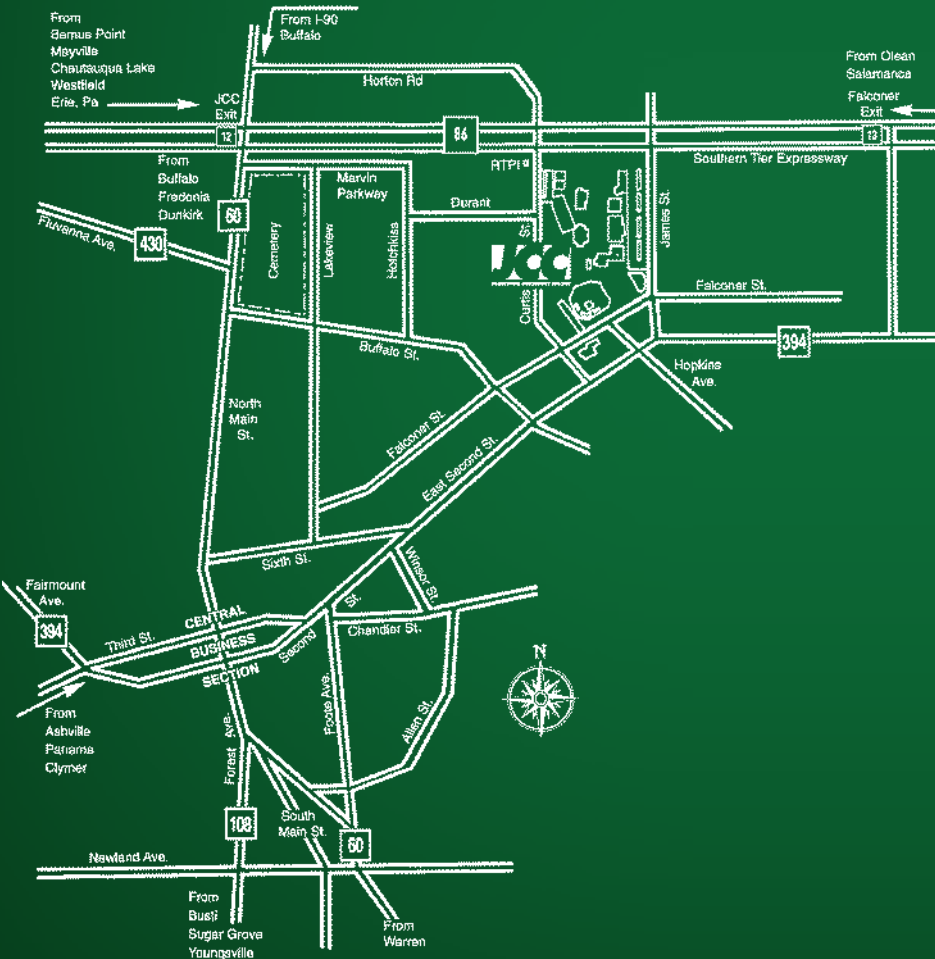 From
Bemus Point
Mayville
Chautauqua Lake
Westfield
Erie, Pa
From I-90
Buffalo
JCC
Exit
12
Horton Rd
86
From Olean
Salamanca
Falconer
Exit
13
Southern Tier Expressway
From
Buffalo
Fredonia
Dunkirk
60
Fluvanna Ave.
430
Cemetery
Marvin
Parkway
Lakeview
Hotchkiss
Durant
RTPI
JCC
Curtis
St.
James St.
Falconer St.
394
Hopkins
Ave.
Buffalo St.
North
Main
St.
Falconer St.
East Second St.
Sixth St.
Winsor St.
Fairmount
Ave.
394
Third St.
CENTRAL
BUSINESS
SECTION
Second
St.
Chandler St.
Foote Ave.
Allen St.
N
From
Ashville
Panama
Clymer
Forest Ave.
108
South
Main St.
60
Newland Ave.
From
Busti
Sugar Grove
Youngsville
From
Warren